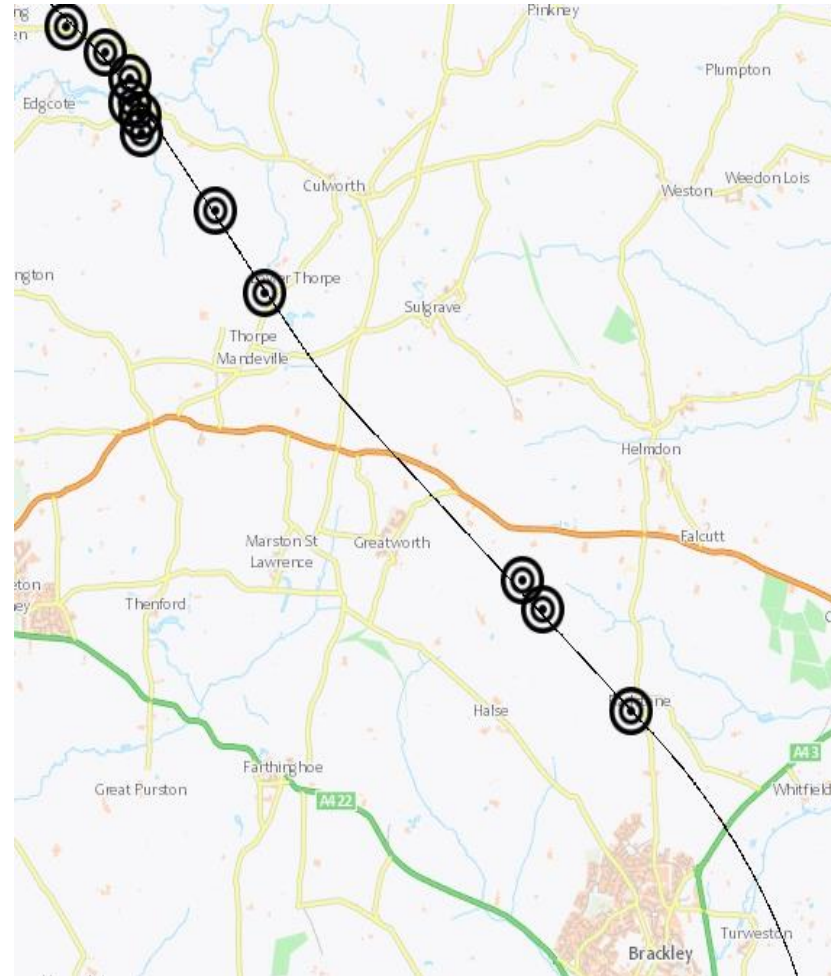 Pinkney
Plumpton
Edgcote
Culworth
Weedon Lois
Weston
Thorpe
Sulgrave
Thorpe
Mandeville
Helmdon
Falcutt
Marston St
Lawrence
Greatworth
Thenford
Halse
A43
Farthinghoe
Great Purston
A422
Whitfield
Turweston
Brackley